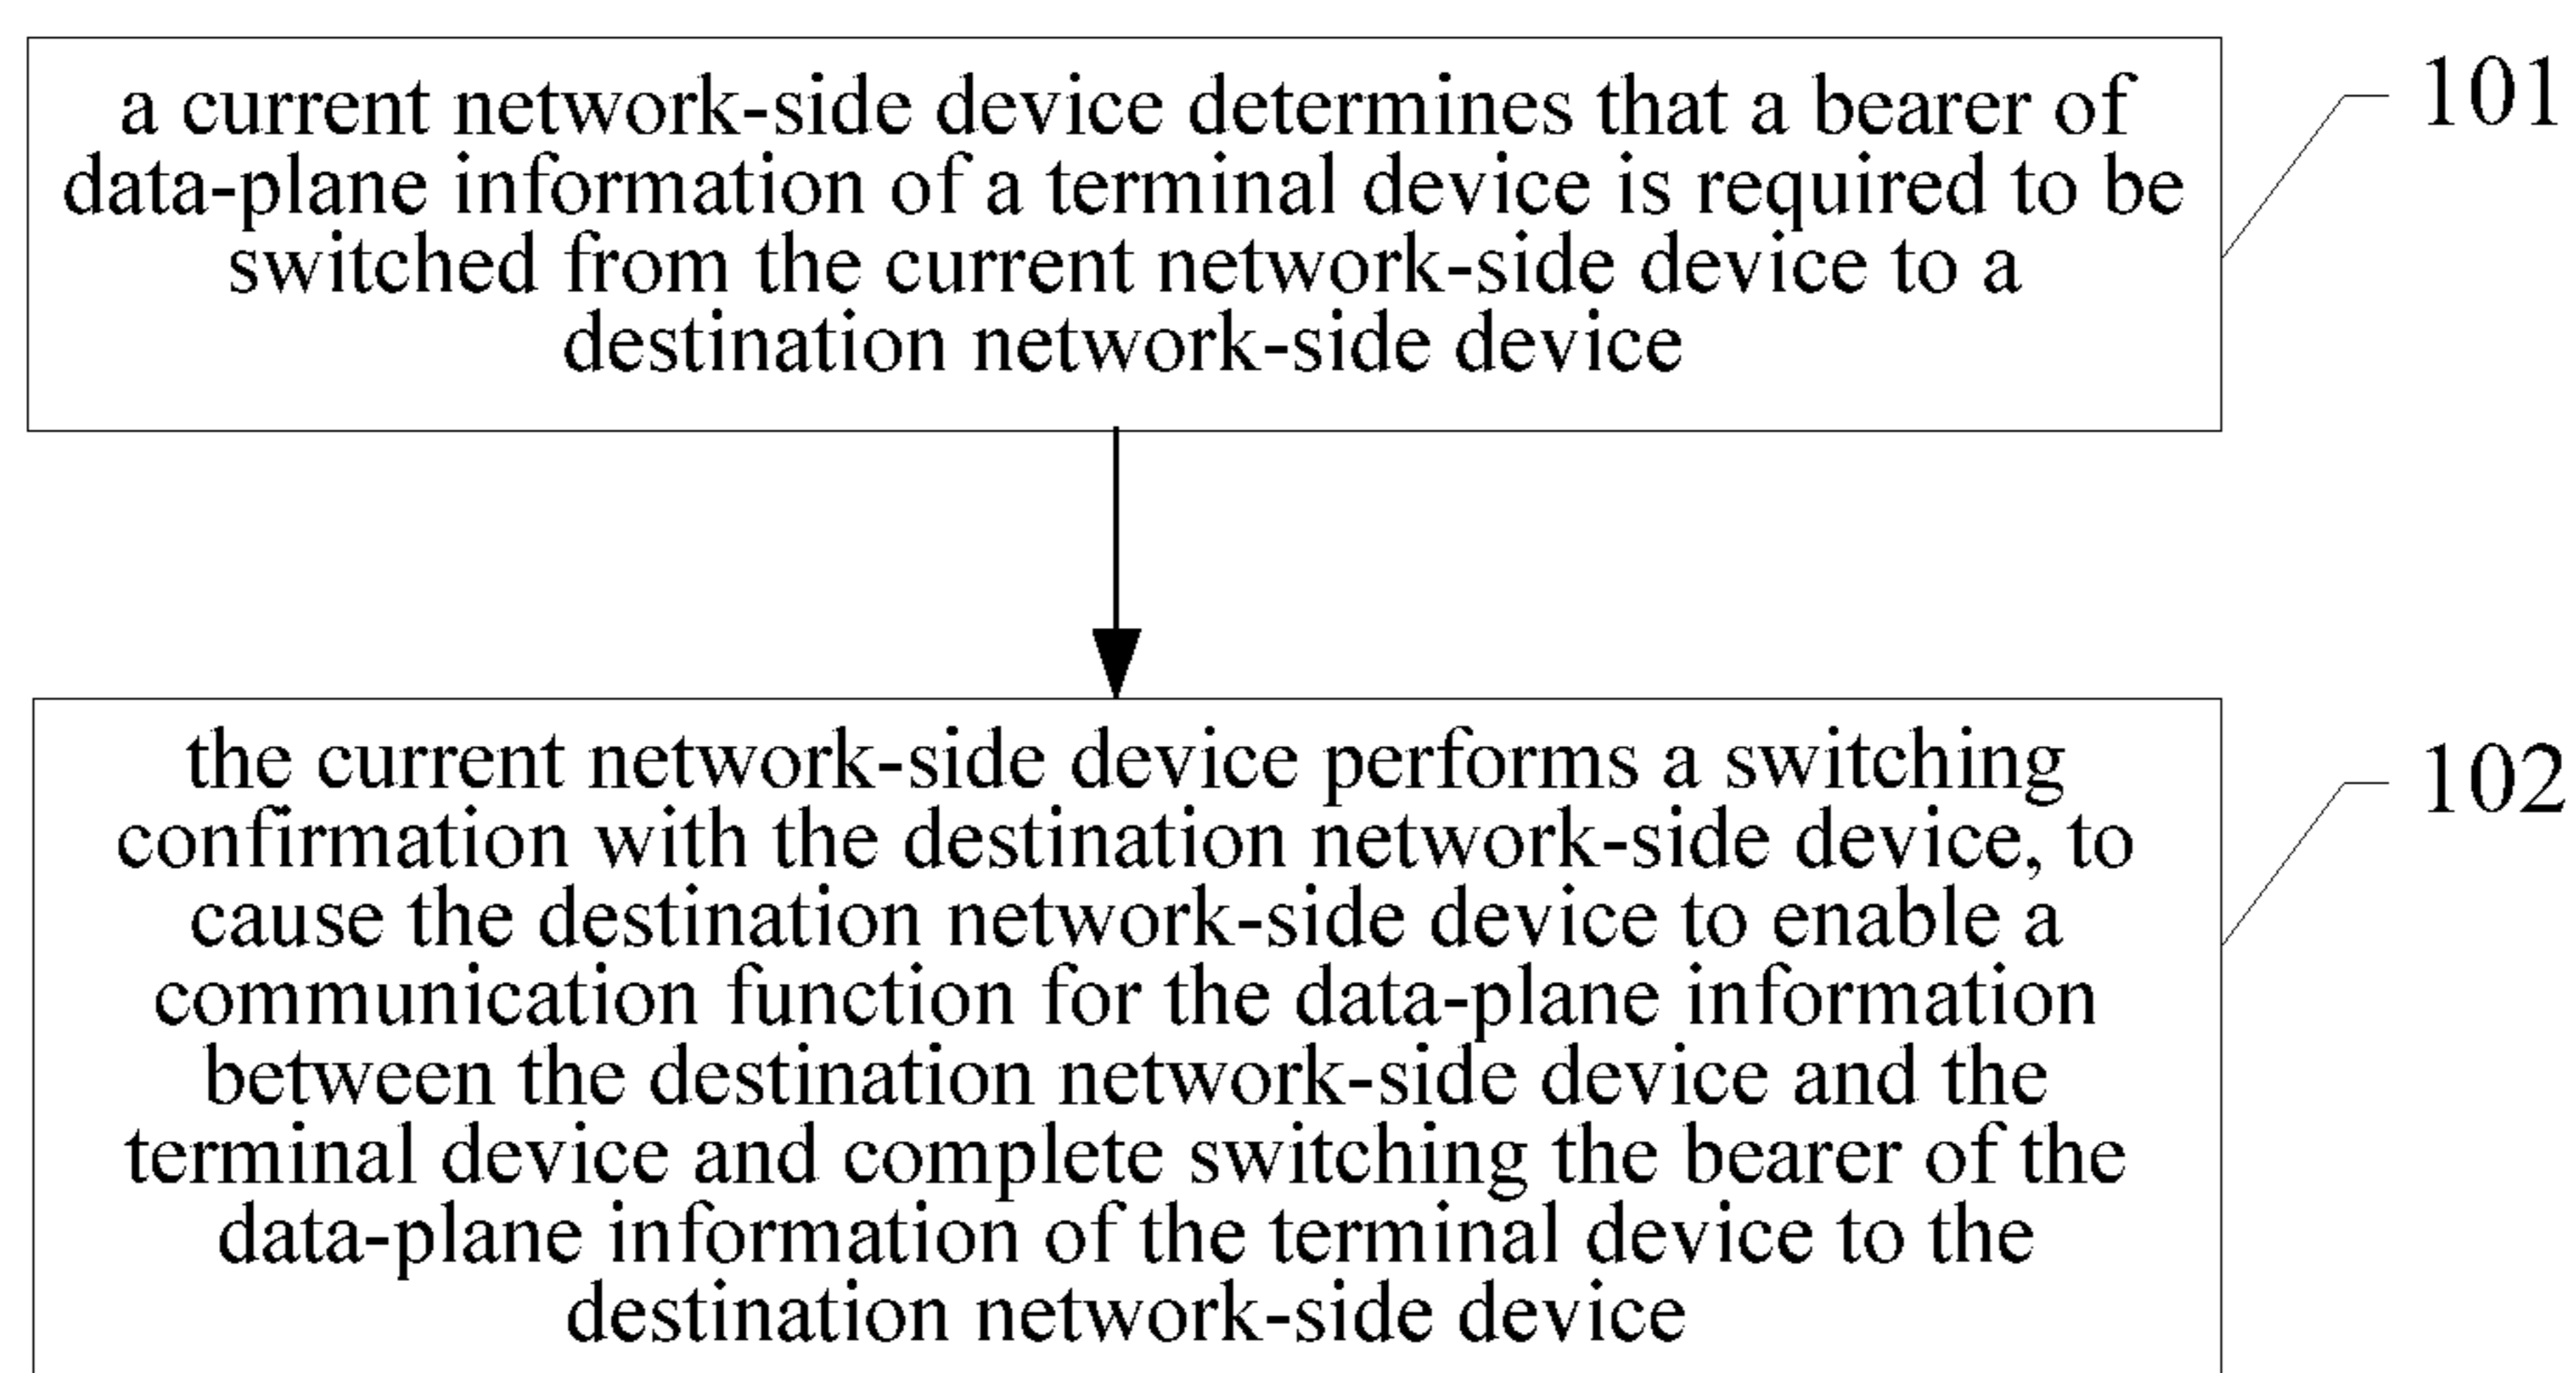 a current network-side device determines that a bearer of
data-plane information of a terminal device is required to be
switched from the current network-side device to a
destination network-side device
101
the current network-side device performs a switching
confirmation with the destination network-side device, to
cause the destination network-side device to enable a
communication function for the data-plane information
between the destination network-side device and the
terminal device and complete switching the bearer of the
data-plane information of the terminal device to the
destination network-side device
102